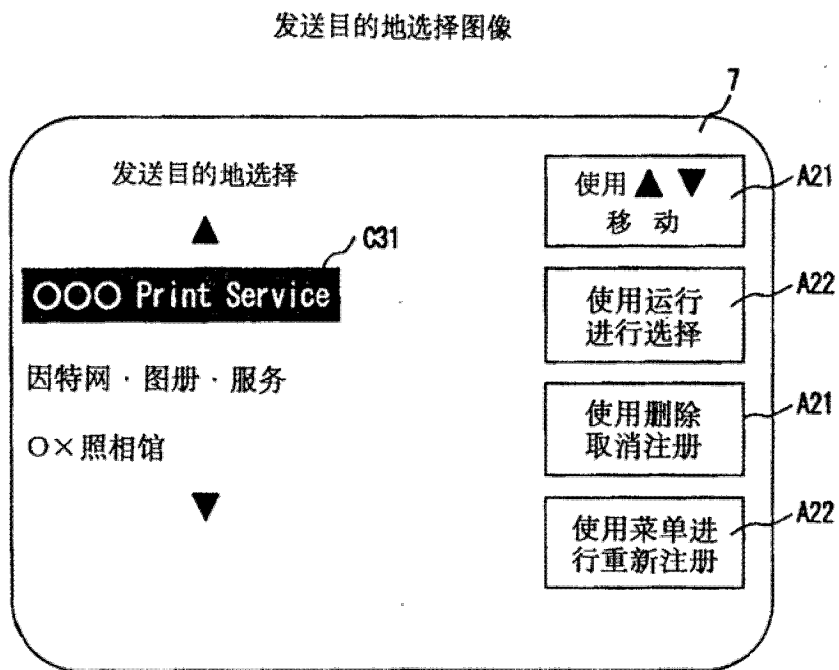 发送目的地选择图像
7
发送目的地选择
▲
C31
○○○ Print Service
因特网·图册·服务
○×照相馆
▼
使用▲ ▼
移 动
A21
使用运行
进行选择
A22
使用删除
取消注册
A21
使用菜单进
行重新注册
A22